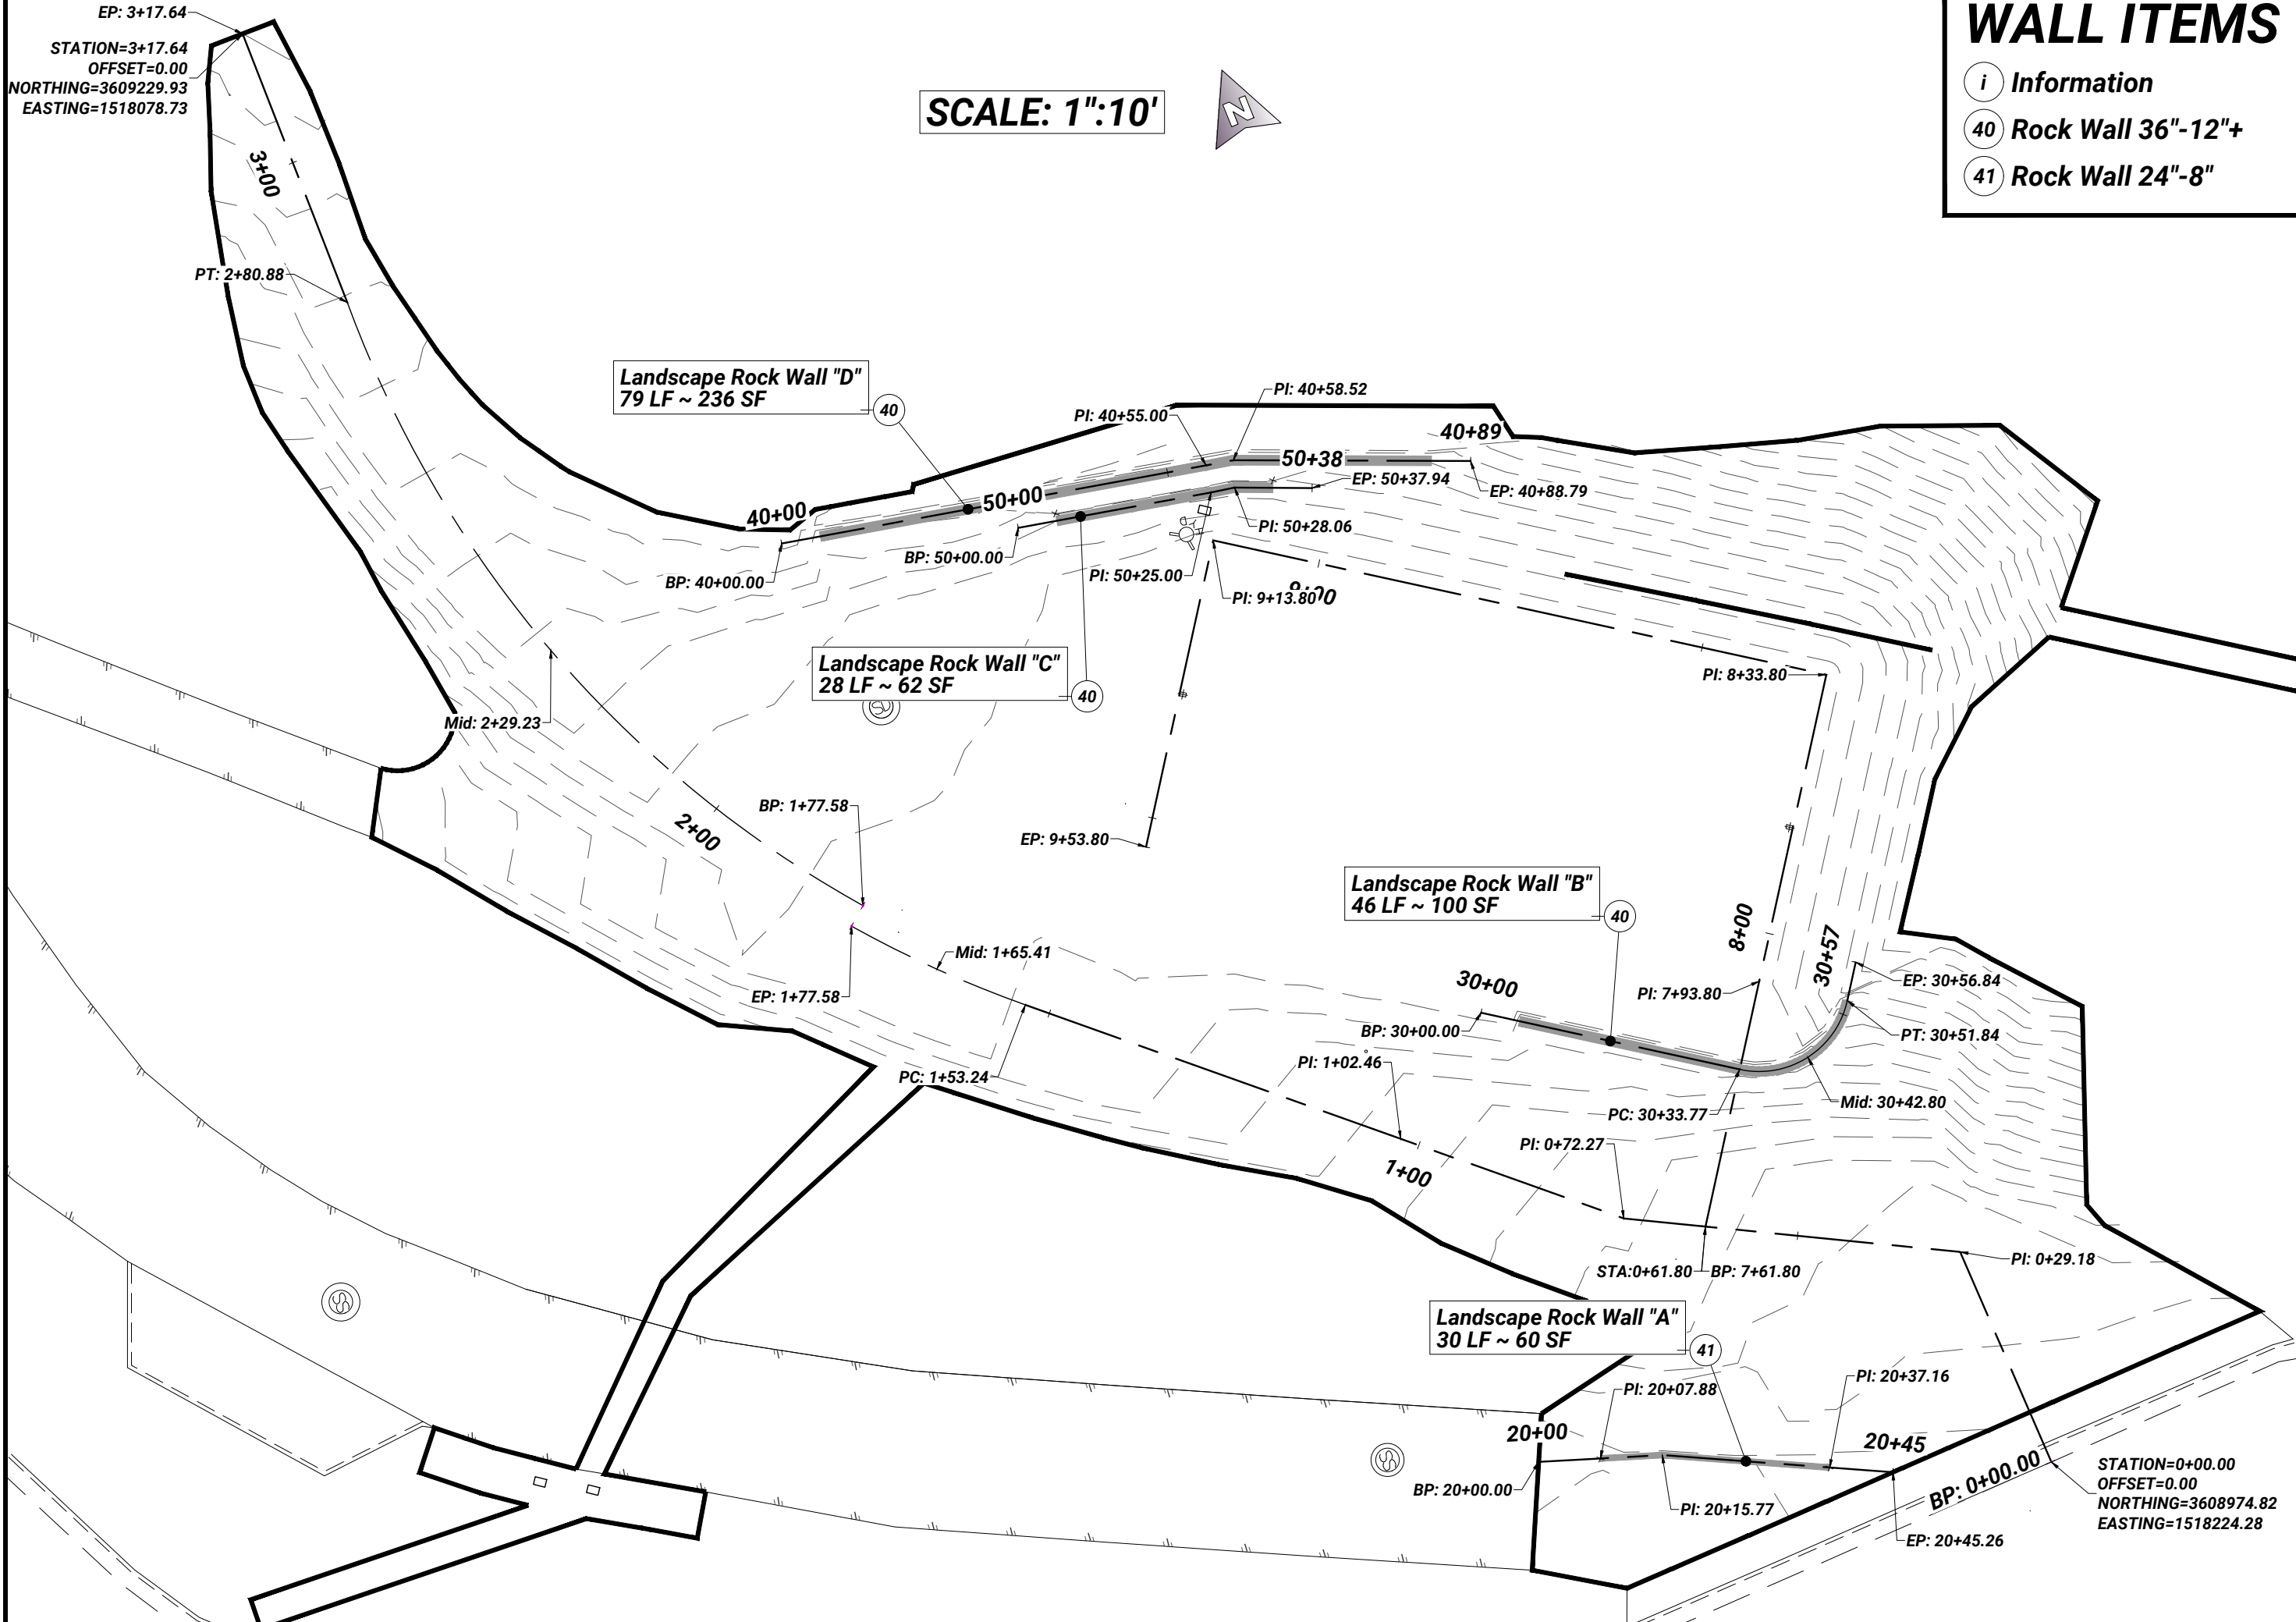 EP: 3+17.64
STATION=3+17.64
OFFSET=0.00
NORTHING=3609229.93
EASTING=1518078.73
3+00
PT: 2+80.88
SCALE: 1":10'
N
WALL ITEMS
i Information
40 Rock Wall 36"-12"+
41 Rock Wall 24"-8"
Landscape Rock Wall "D"
79 LF ~ 236 SF
40
PI: 40+58.52
PI: 40+55.00
40+89
50+38
EP: 50+37.94
EP: 40+88.79
50+00
40+00
PI: 50+28.06
BP: 50+00.00
BP: 40+00.00
PI: 50+25.00
PI: 9+13.80
Landscape Rock Wall "C"
28 LF ~ 62 SF
40
SD
PI: 8+33.80
Mid: 2+29.23
BP: 1+77.58
2+00
EP: 9+53.80
Landscape Rock Wall "B"
46 LF ~ 100 SF
40
8+00
30+57
Mid: 1+65.41
30+00
EP: 30+56.84
PI: 7+93.80
EP: 1+77.58
BP: 30+00.00
PT: 30+51.84
PI: 1+02.46
PC: 1+53.24
Mid: 30+42.80
PC: 30+33.77
PI: 0+72.27
1+00
PI: 0+29.18
STA:0+61.80
BP: 7+61.80
Landscape Rock Wall "A"
30 LF ~ 60 SF
41
PI: 20+37.16
PI: 20+07.88
20+00
20+45
BP: 20+00.00
PI: 20+15.77
BP: 0+00.00
STATION=0+00.00
OFFSET=0.00
NORTHING=3608974.82
EASTING=1518224.28
EP: 20+45.26